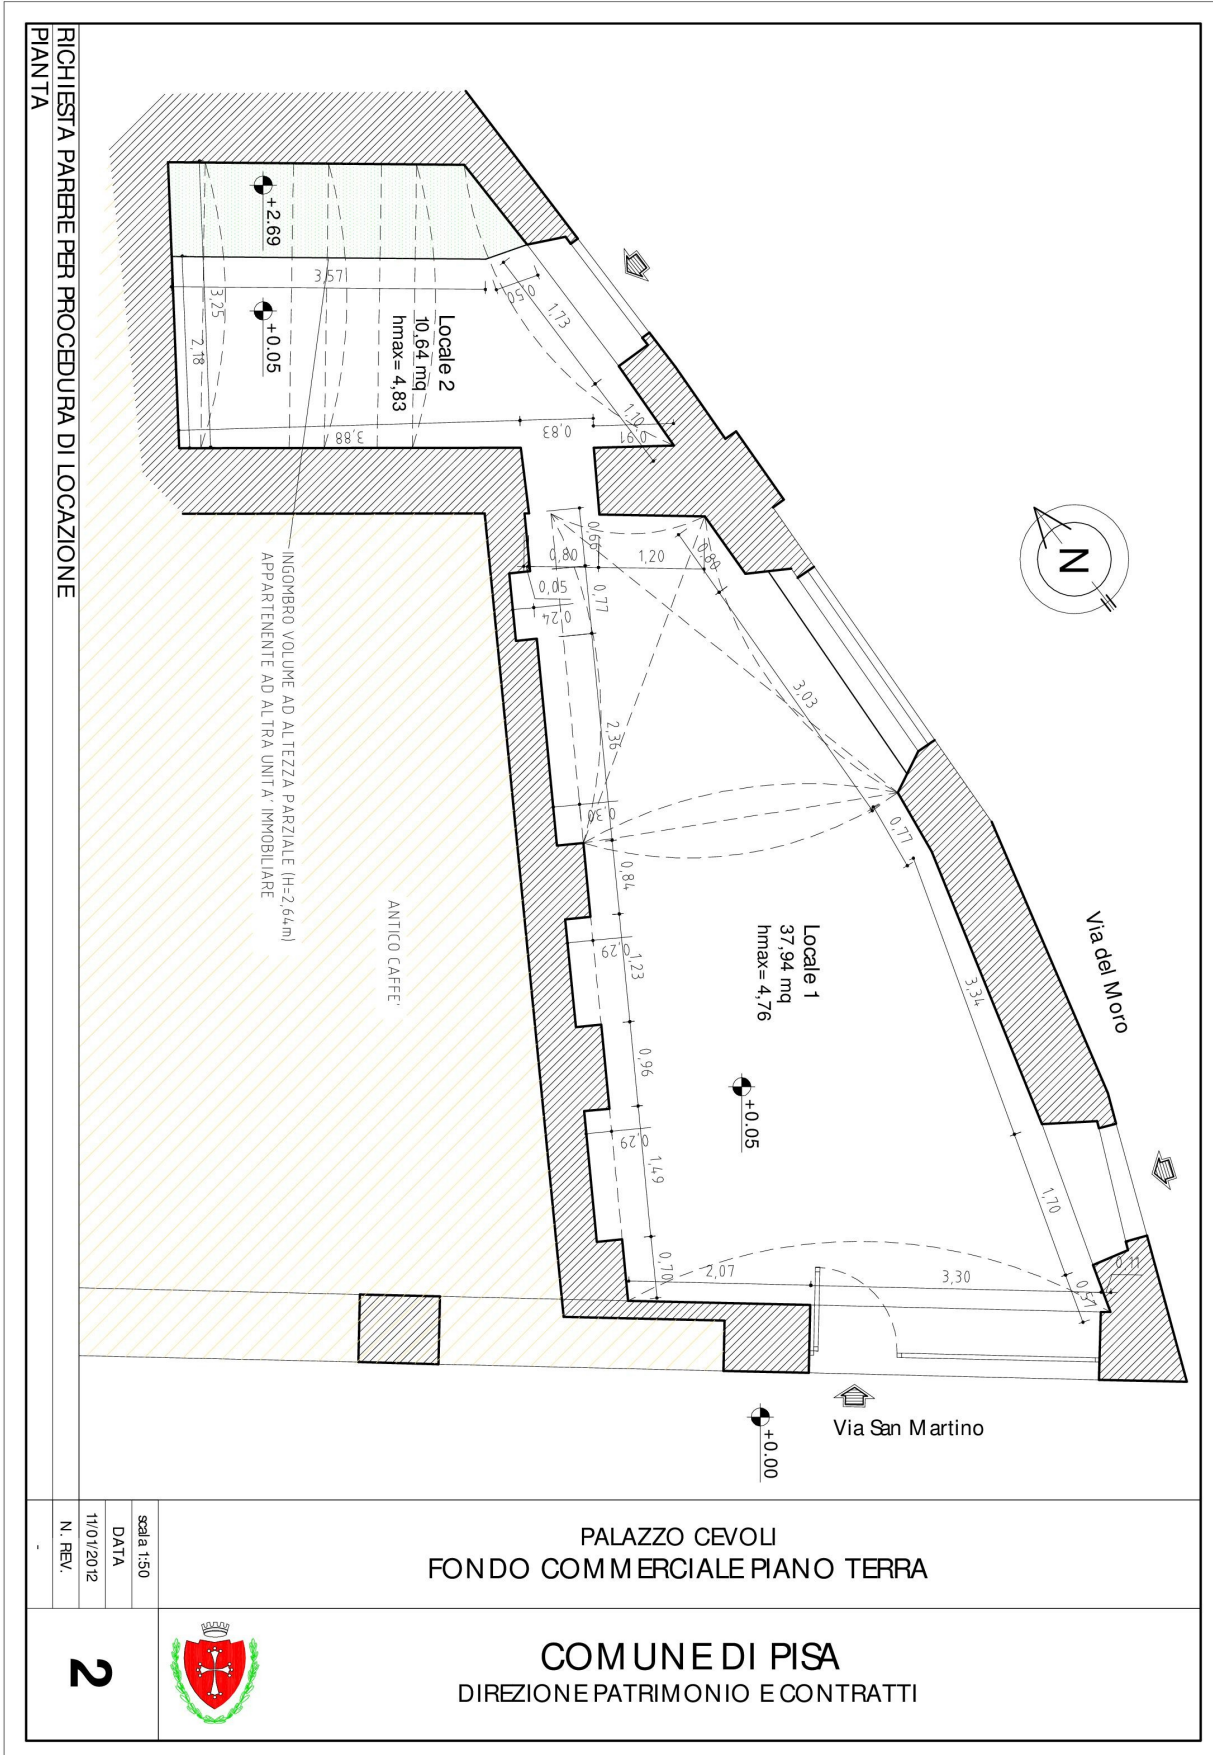 RICHIESTA PARERE PER PROCEDURA DI LOCAZIONE
PIANTA
+2.69
+0.05
3,57
3,25
2,18
0,50
1,73
Locale 2
10,64 mq
hmax= 4,83
1,10
0,91
0,83
3,88
INGOMBRO VOLUME AD ALTEZZA PARZIALE (H=2,64m)
APPARTENENTE AD ALTRA UNITA' IMMOBILIARE
N
0,66
0,80
1,20
0,80
0,05
0,77
0,24
3,03
2,36
0,30
0,77
0,84
ANTICO CAFFE'
Locale 1
37,94 mq
hmax= 4,76
Via del Moro
0,29
1,23
3,34
0,96
+0.05
0,29
1,49
1,70
0,70
2,07
3,30
0,11
0,51
Via San Martino
+0.00
scala 1:50
DATA
11/01/2012
N. REV.
-
PALAZZO CEVOLI
FONDO COMMERCIALE PIANO TERRA
2
COMUNE DI PISA
DIREZIONE PATRIMONIO E CONTRATTI